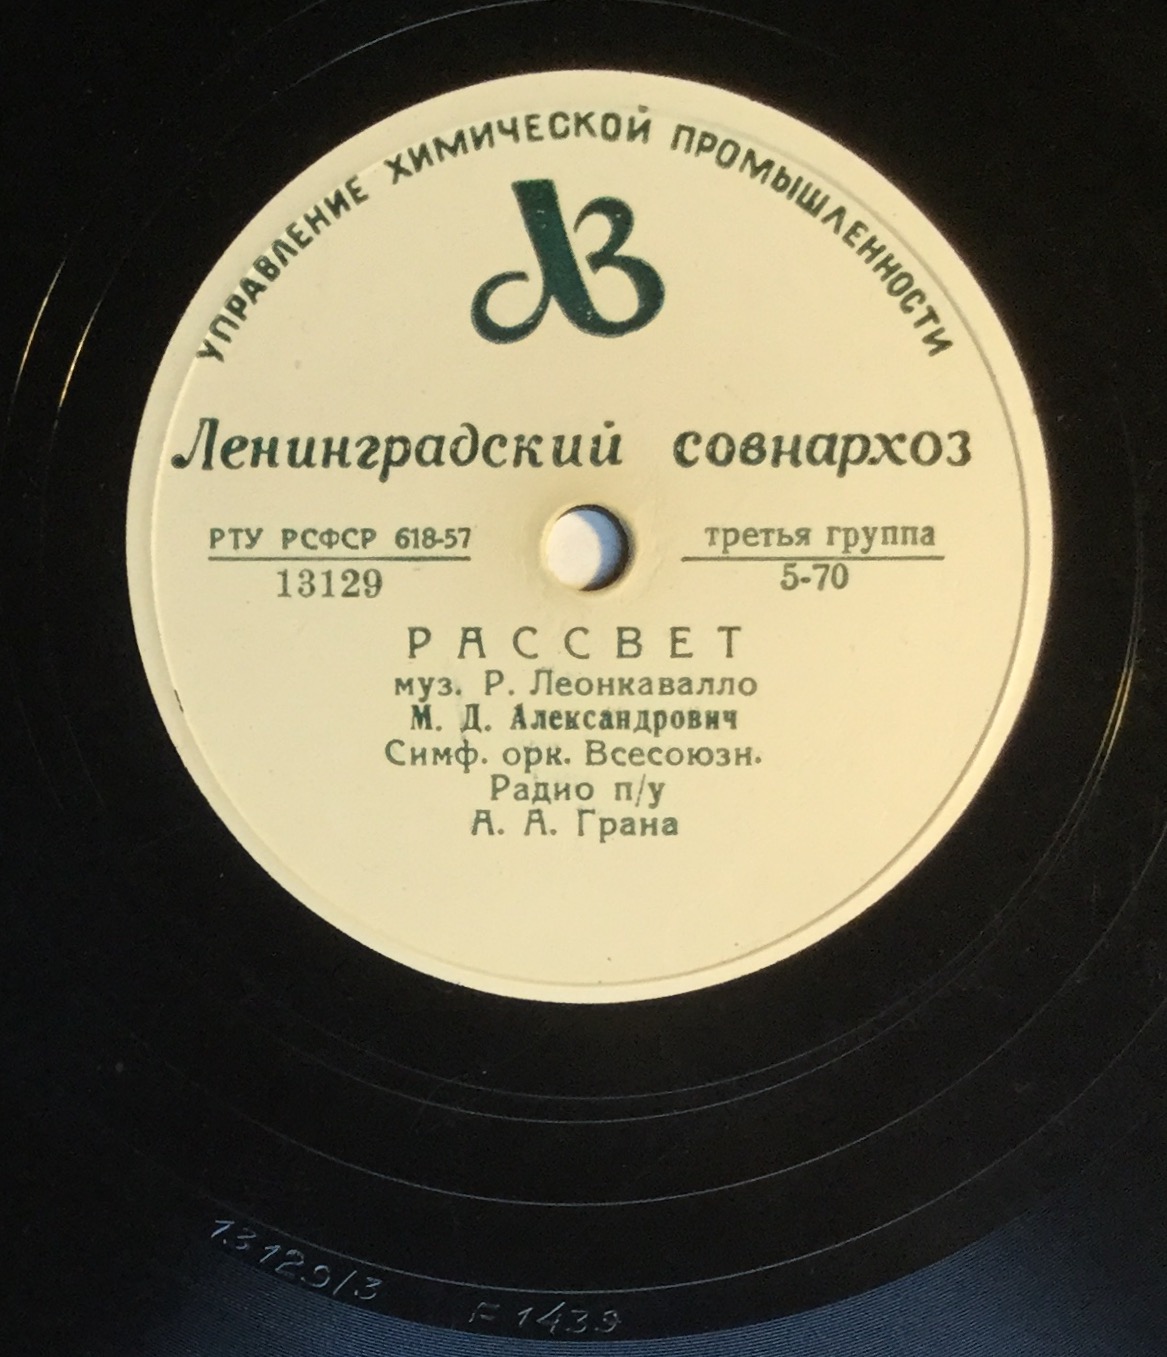 УПРАВЛЕНИЕ ХИМИЧЕСКОЙ ПРОМЫШЛЕННОСТИ
ЛЗ
Ленинградский совнархоз
РТУ РСФСР 618-57
13129
третья группа
5-70
РАССВЕТ
муз. Р. Леонкавалло
М. Д. Александрович
Симф. орк. Всесоюзн.
Радио п/у
А. А. Грана
13129/3
F 1439